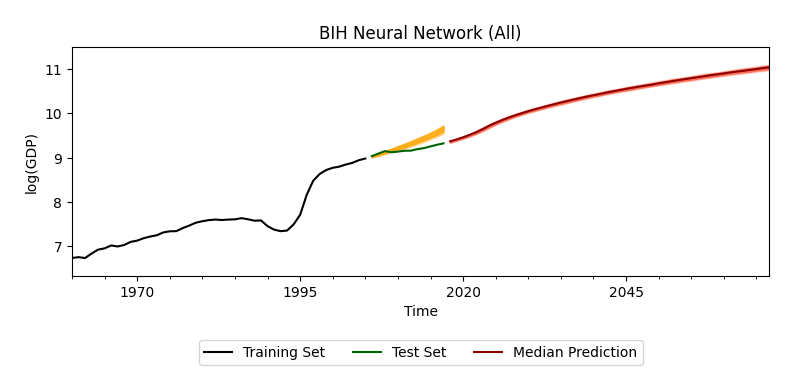 BIH Neural Network (All)
log(GDP)
11
10
9
8
7
1970 1995 2020 2045
Time
Training Set Test Set Median Prediction